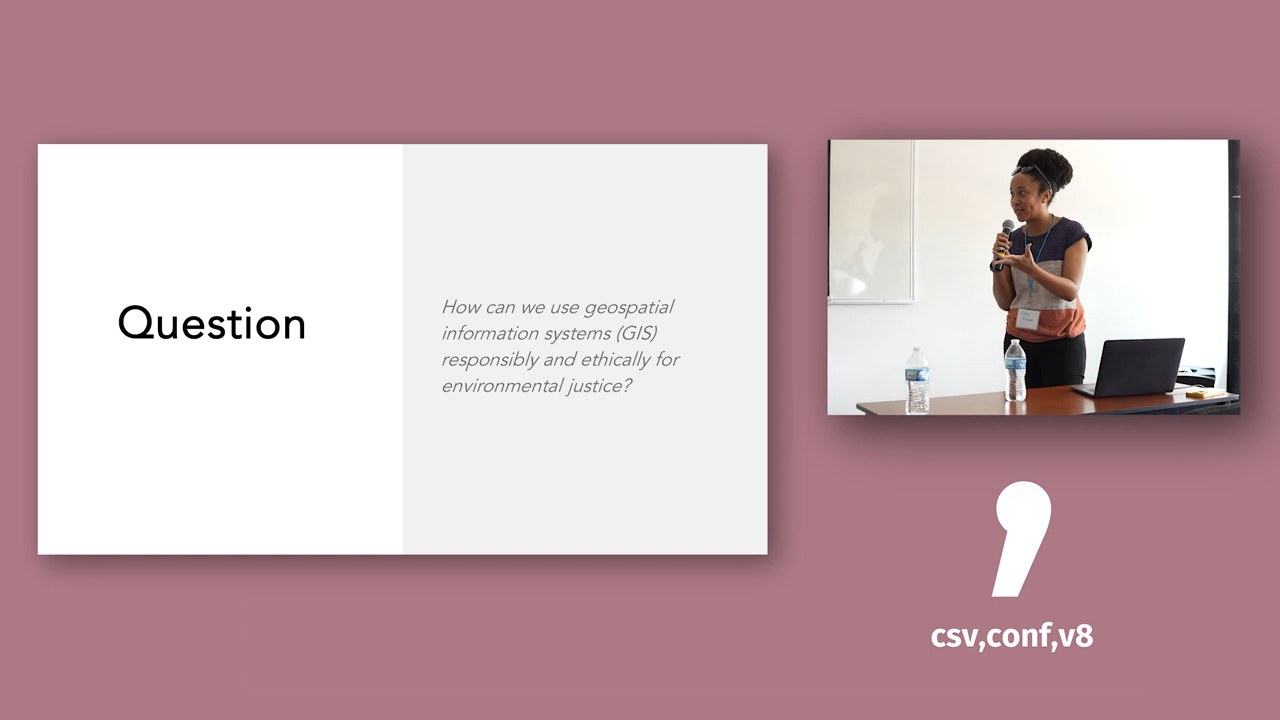 Question
How can we use geospatial
information systems (GIS)
responsibly and ethically for
environmental justice?
csv,conf,v8